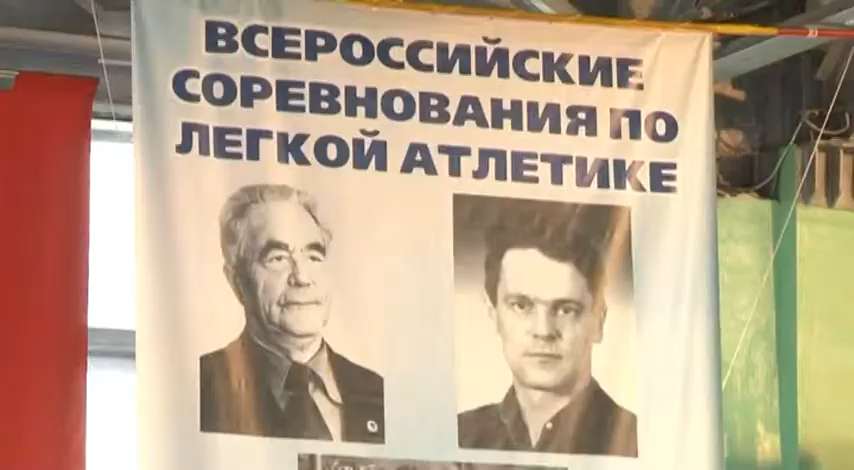 ВСЕРОССИЙСКИЕ
СОРЕВНОВАНИЯ ПО
ЛЕГКОЙ АТЛЕТИКЕ